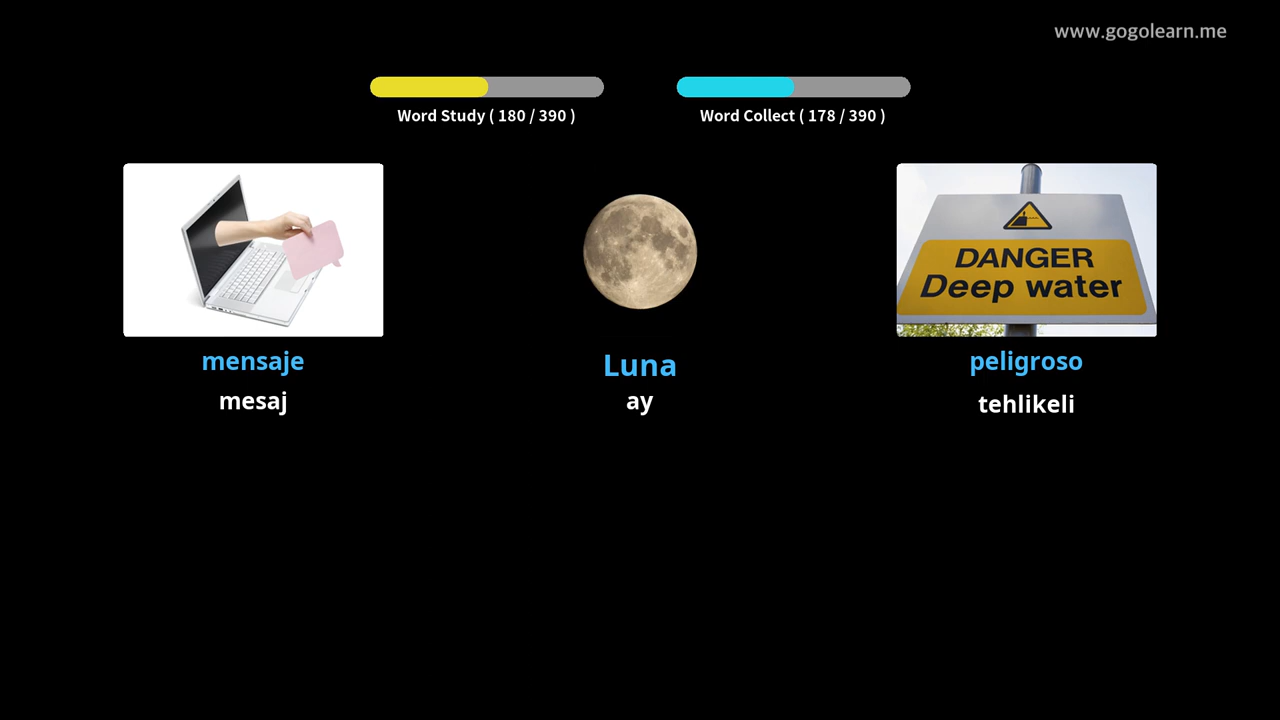 www.gogolearn.me
Word Study ( 180 / 390 )
Word Collect ( 178 / 390 )
DANGER
Deep water
mensaje
mesaj
Luna
ay
peligroso
tehlikeli